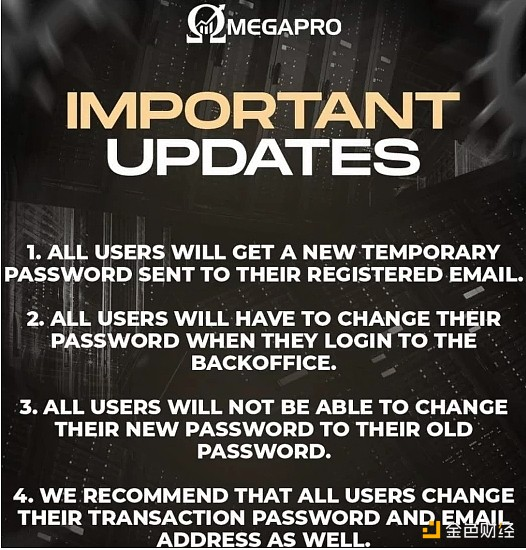 ΩMEGAPRO
IMPORTANT
UPDATES
1. ALL USERS WILL GET A NEW TEMPORARY
PASSWORD SENT TO THEIR REGISTERED EMAIL.
2. ALL USERS WILL HAVE TO CHANGE THEIR
PASSWORD WHEN THEY LOGIN TO THE
BACKOFFICE.
3. ALL USERS WILL NOT BE ABLE TO CHANGE
THEIR NEW PASSWORD TO THEIR OLD
PASSWORD.
4. WE RECOMMEND THAT ALL USERS CHANGE
THEIR TRANSACTION PASSWORD AND EMAIL
ADDRESS AS WELL.
金色财经